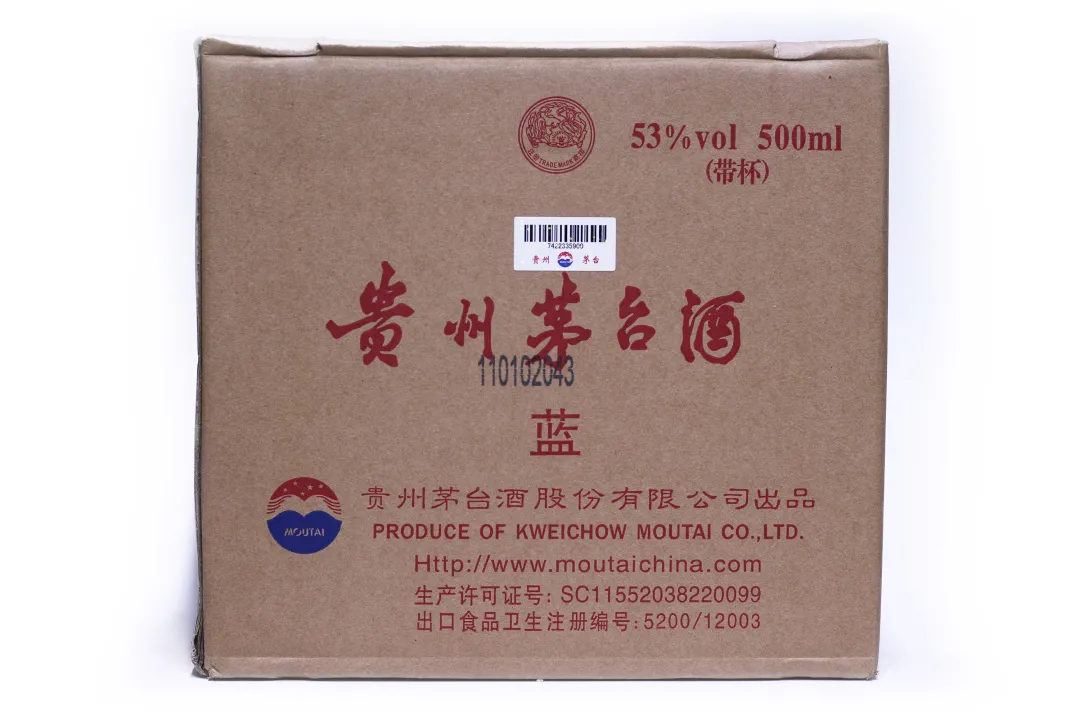 53%vol 500ml
(带杯)
TRADE MARK
7422335900
贵州 茅台
贵州茅台酒
110102043
蓝
MOUTAI
贵州茅台酒股份有限公司出品
PRODUCE OF KWEICHOW MOUTAI CO.,LTD.
Http://www.moutaichina.com
生产许可证号: SC11552038220099
出口食品卫生注册编号:5200/12003